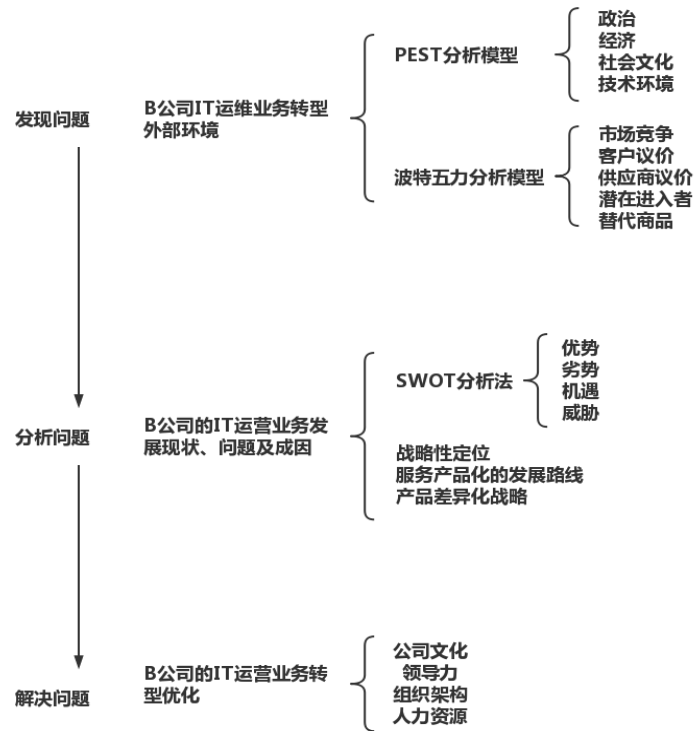 发现问题
B公司IT运维业务转型
外部环境
PEST分析模型
政治
经济
社会文化
技术环境
波特五力分析模型
市场竞争
客户议价
供应商议价
潜在进入者
替代商品
分析问题
B公司的IT运营业务发
展现状、问题及成因
SWOT分析法
优势
劣势
机遇
威胁
战略性定位
服务产品化的发展路线
产品差异化战略
解决问题
B公司的IT运营业务转
型优化
公司文化
领导力
组织架构
人力资源